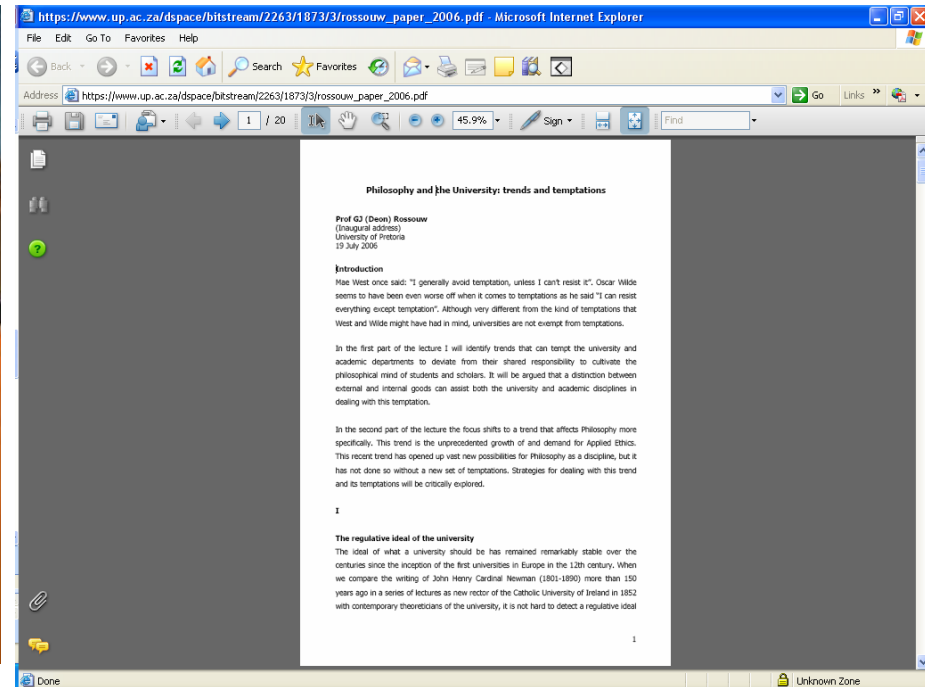 https://www.up.ac.za/dspace/bitstream/2263/1873/3/rossouw_paper_2006.pdf - Microsoft Internet Explorer
File Edit Go To Favorites Help
Back Search Favorites
Address https://www.up.ac.za/dspace/bitstream/2263/1873/3/rossouw_paper_2006.pdf Go Links »
1 / 20 45.9% Sign Find
Philosophy and the University: trends and temptations
Prof GJ (Deon) Rossouw
(Inaugural address)
University of Pretoria
19 July 2006
Introduction
Mae West once said: "I generally avoid temptation, unless I can't resist it". Oscar Wilde
seems to have been even worse off when it comes to temptations as he said "I can resist
everything except temptation". Although very different from the kind of temptations that
West and Wilde might have had in mind, universities are not exempt from temptations.
In the first part of the lecture I will identify trends that can tempt the university and
academic departments to deviate from their shared responsibility to cultivate the
philosophical mind of students and scholars. It will be argued that a distinction between
external and internal goods can assist both the university and academic disciplines in
dealing with this temptation.
In the second part of the lecture the focus shifts to a trend that affects Philosophy more
specifically. This trend is the unprecedented growth of and demand for Applied Ethics.
This recent trend has opened up vast new possibilities for Philosophy as a discipline, but it
has not done so without a new set of temptations. Strategies for dealing with this trend
and its temptations will be critically explored.
I
The regulative ideal of the university
The ideal of what a university should be has remained remarkably stable over the
centuries since the inception of the first universities in Europe in the 12th century. When
we compare the writing of John Henry Cardinal Newman (1801-1890) more than 150
years ago in a series of lectures as new rector of the Catholic University of Ireland in 1852
with contemporary theoreticians of the university, it is not hard to detect a regulative ideal
1
Done Unknown Zone